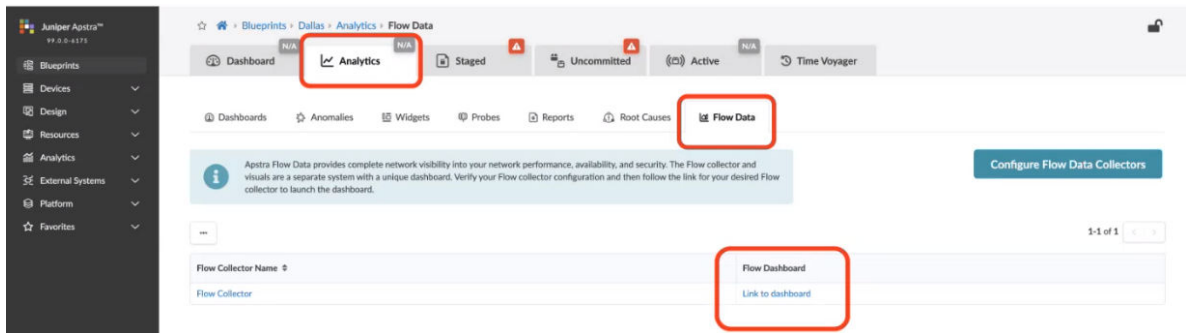 Juniper Apstra™
99.0.0-6175
Blueprints
Devices
Design
Resources
Analytics
External Systems
Platform
Favorites
Blueprints › Dallas › Analytics › Flow Data
Dashboard N/A
Analytics N/A
Staged
Uncommitted
Active N/A
Time Voyager
Dashboards Anomalies Widgets Probes Reports Root Causes Flow Data
Apstra Flow Data provides complete network visibility into your network performance, availability, and security. The Flow collector and
visuals are a separate system with a unique dashboard. Verify your Flow collector configuration and then follow the link for your desired Flow
collector to launch the dashboard.
Configure Flow Data Collectors
1-1 of 1
Flow Collector Name Flow Dashboard
Flow Collector Link to dashboard